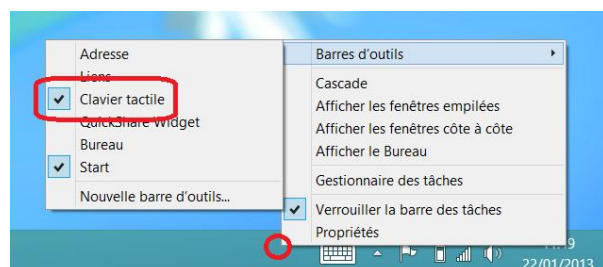 Adresse
Liens
Clavier tactile
QuickShare Widget
Bureau
Start
Nouvelle barre d'outils...
Barres d'outils
Cascade
Afficher les fenêtres empilées
Afficher les fenêtres côte à côte
Afficher le Bureau
Gestionnaire des tâches
Verrouiller la barre des tâches
Propriétés
22/01/2013